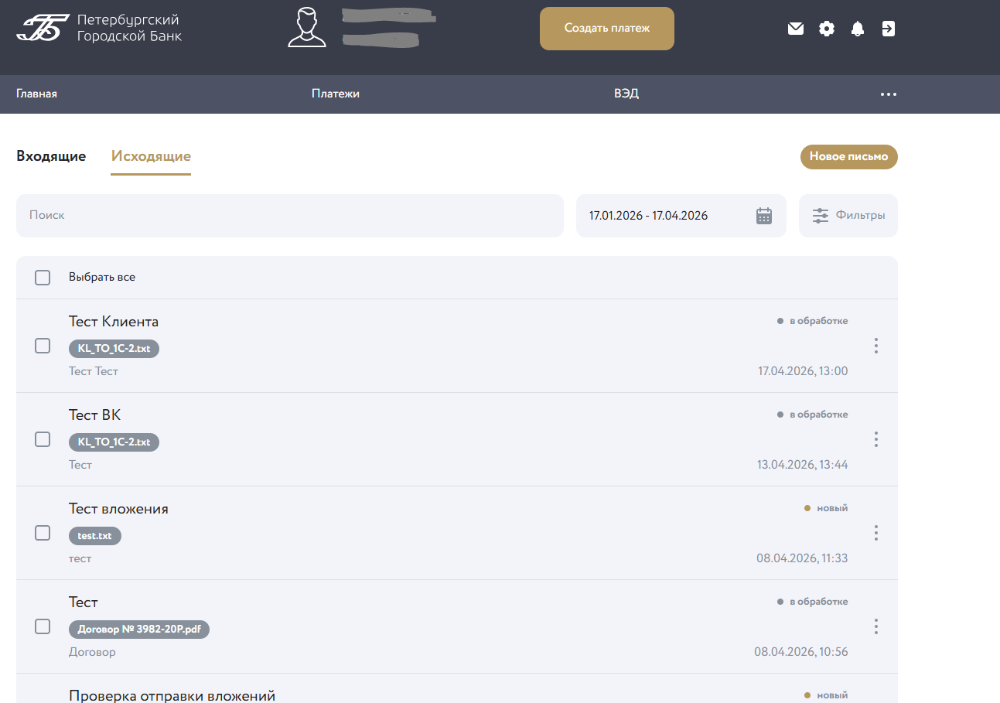 Петербургский
Городской Банк
Создать платеж
Главная
Платежи
ВЭД
Входящие
Исходящие
Новое письмо
Поиск
17.01.2026 - 17.04.2026
Фильтры
Выбрать все
Тест Клиента
в обработке
KL_TO_1C-2.txt
Тест Тест
17.04.2026, 13:00
Тест ВК
в обработке
KL_TO_1C-2.txt
Тест
13.04.2026, 13:44
Тест вложения
новый
test.txt
тест
08.04.2026, 11:33
Тест
в обработке
Договор № 3982-20Р.pdf
Договор
08.04.2026, 10:56
Проверка отправки вложений
новый